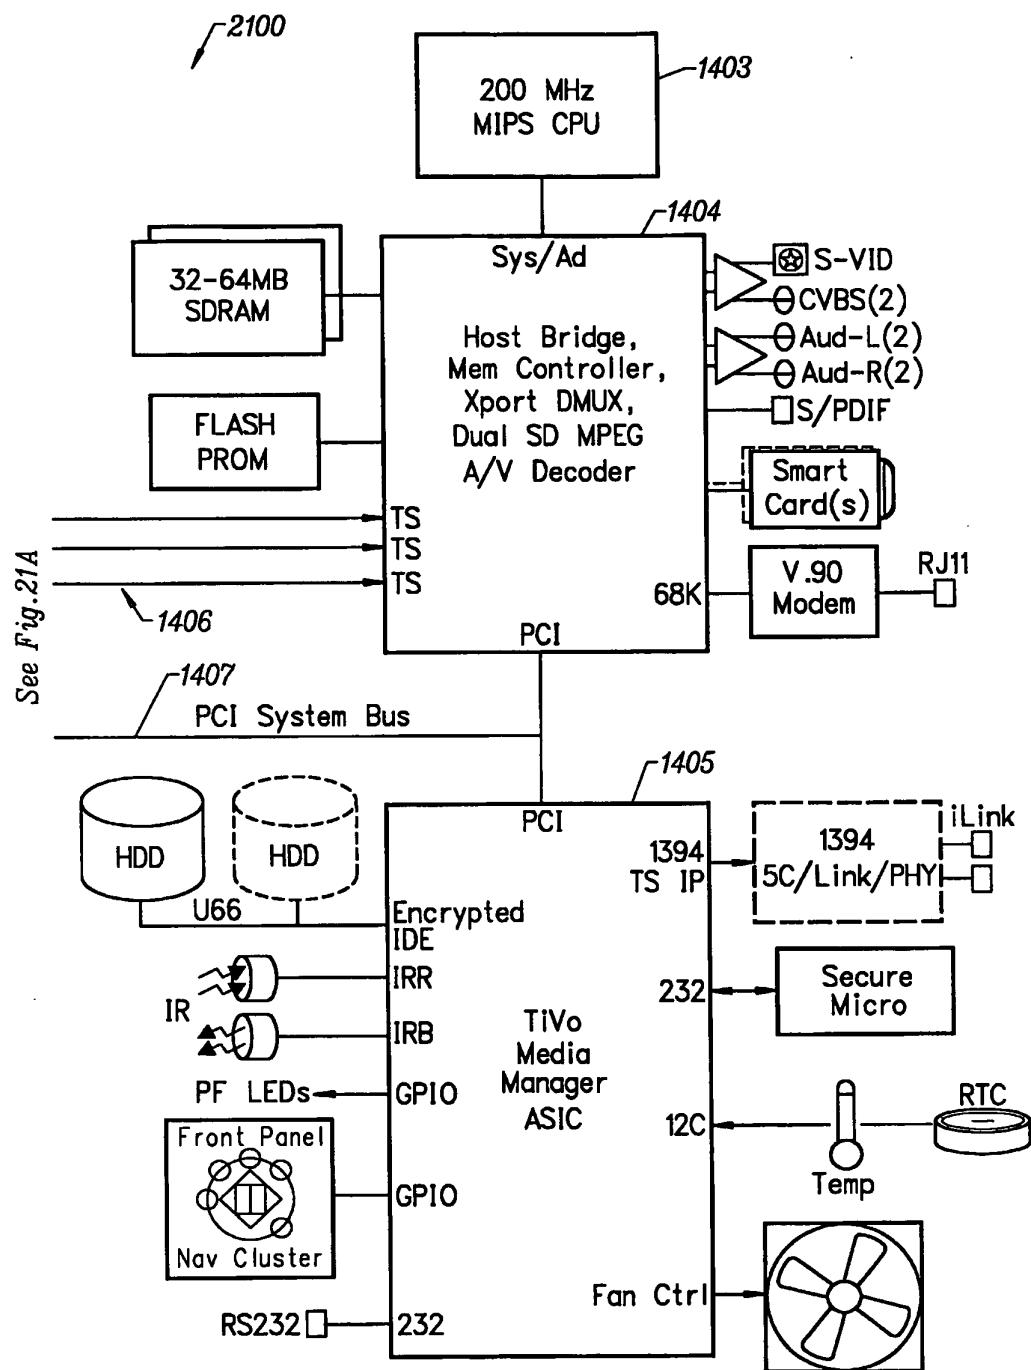 2100
1403
200 MHz
MIPS CPU
1404
Sys/Ad
32-64MB
SDRAM
S-VID
CVBS(2)
Aud-L(2)
Aud-R(2)
S/PDIF
Host Bridge,
Mem Controller,
Xport DMUX,
Dual SD MPEG
A/V Decoder
FLASH
PROM
Smart
Card(s)
TS
TS
TS
See Fig.21A
1406
68K
V.90
Modem
RJ11
PCI
1407
PCI System Bus
1405
PCI
HDD
HDD
U66
Encrypted
IDE
1394
TS IP
1394
5C/Link/PHY
iLink
IR
IRR
IRB
232
Secure
Micro
TiVo
Media
Manager
ASIC
PF LEDs
GPIO
12C
Temp
RTC
Front Panel
Nav Cluster
GPIO
Fan Ctrl
RS232
232